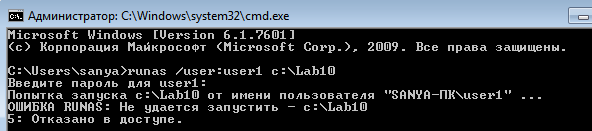 Администратор: C:\Windows\system32\cmd.exe
Microsoft Windows [Version 6.1.7601]
(c) Корпорация Майкрософт (Microsoft Corp.), 2009. Все права защищены.
C:\Users\sanya>runas /user:user1 c:\Lab10
Введите пароль для user1:
Попытка запуска c:\Lab10 от имени пользователя "SANYA-ПК\user1" ...
ОШИБКА RUNAS: Не удается запустить - c:\Lab10
5: Отказано в доступе.